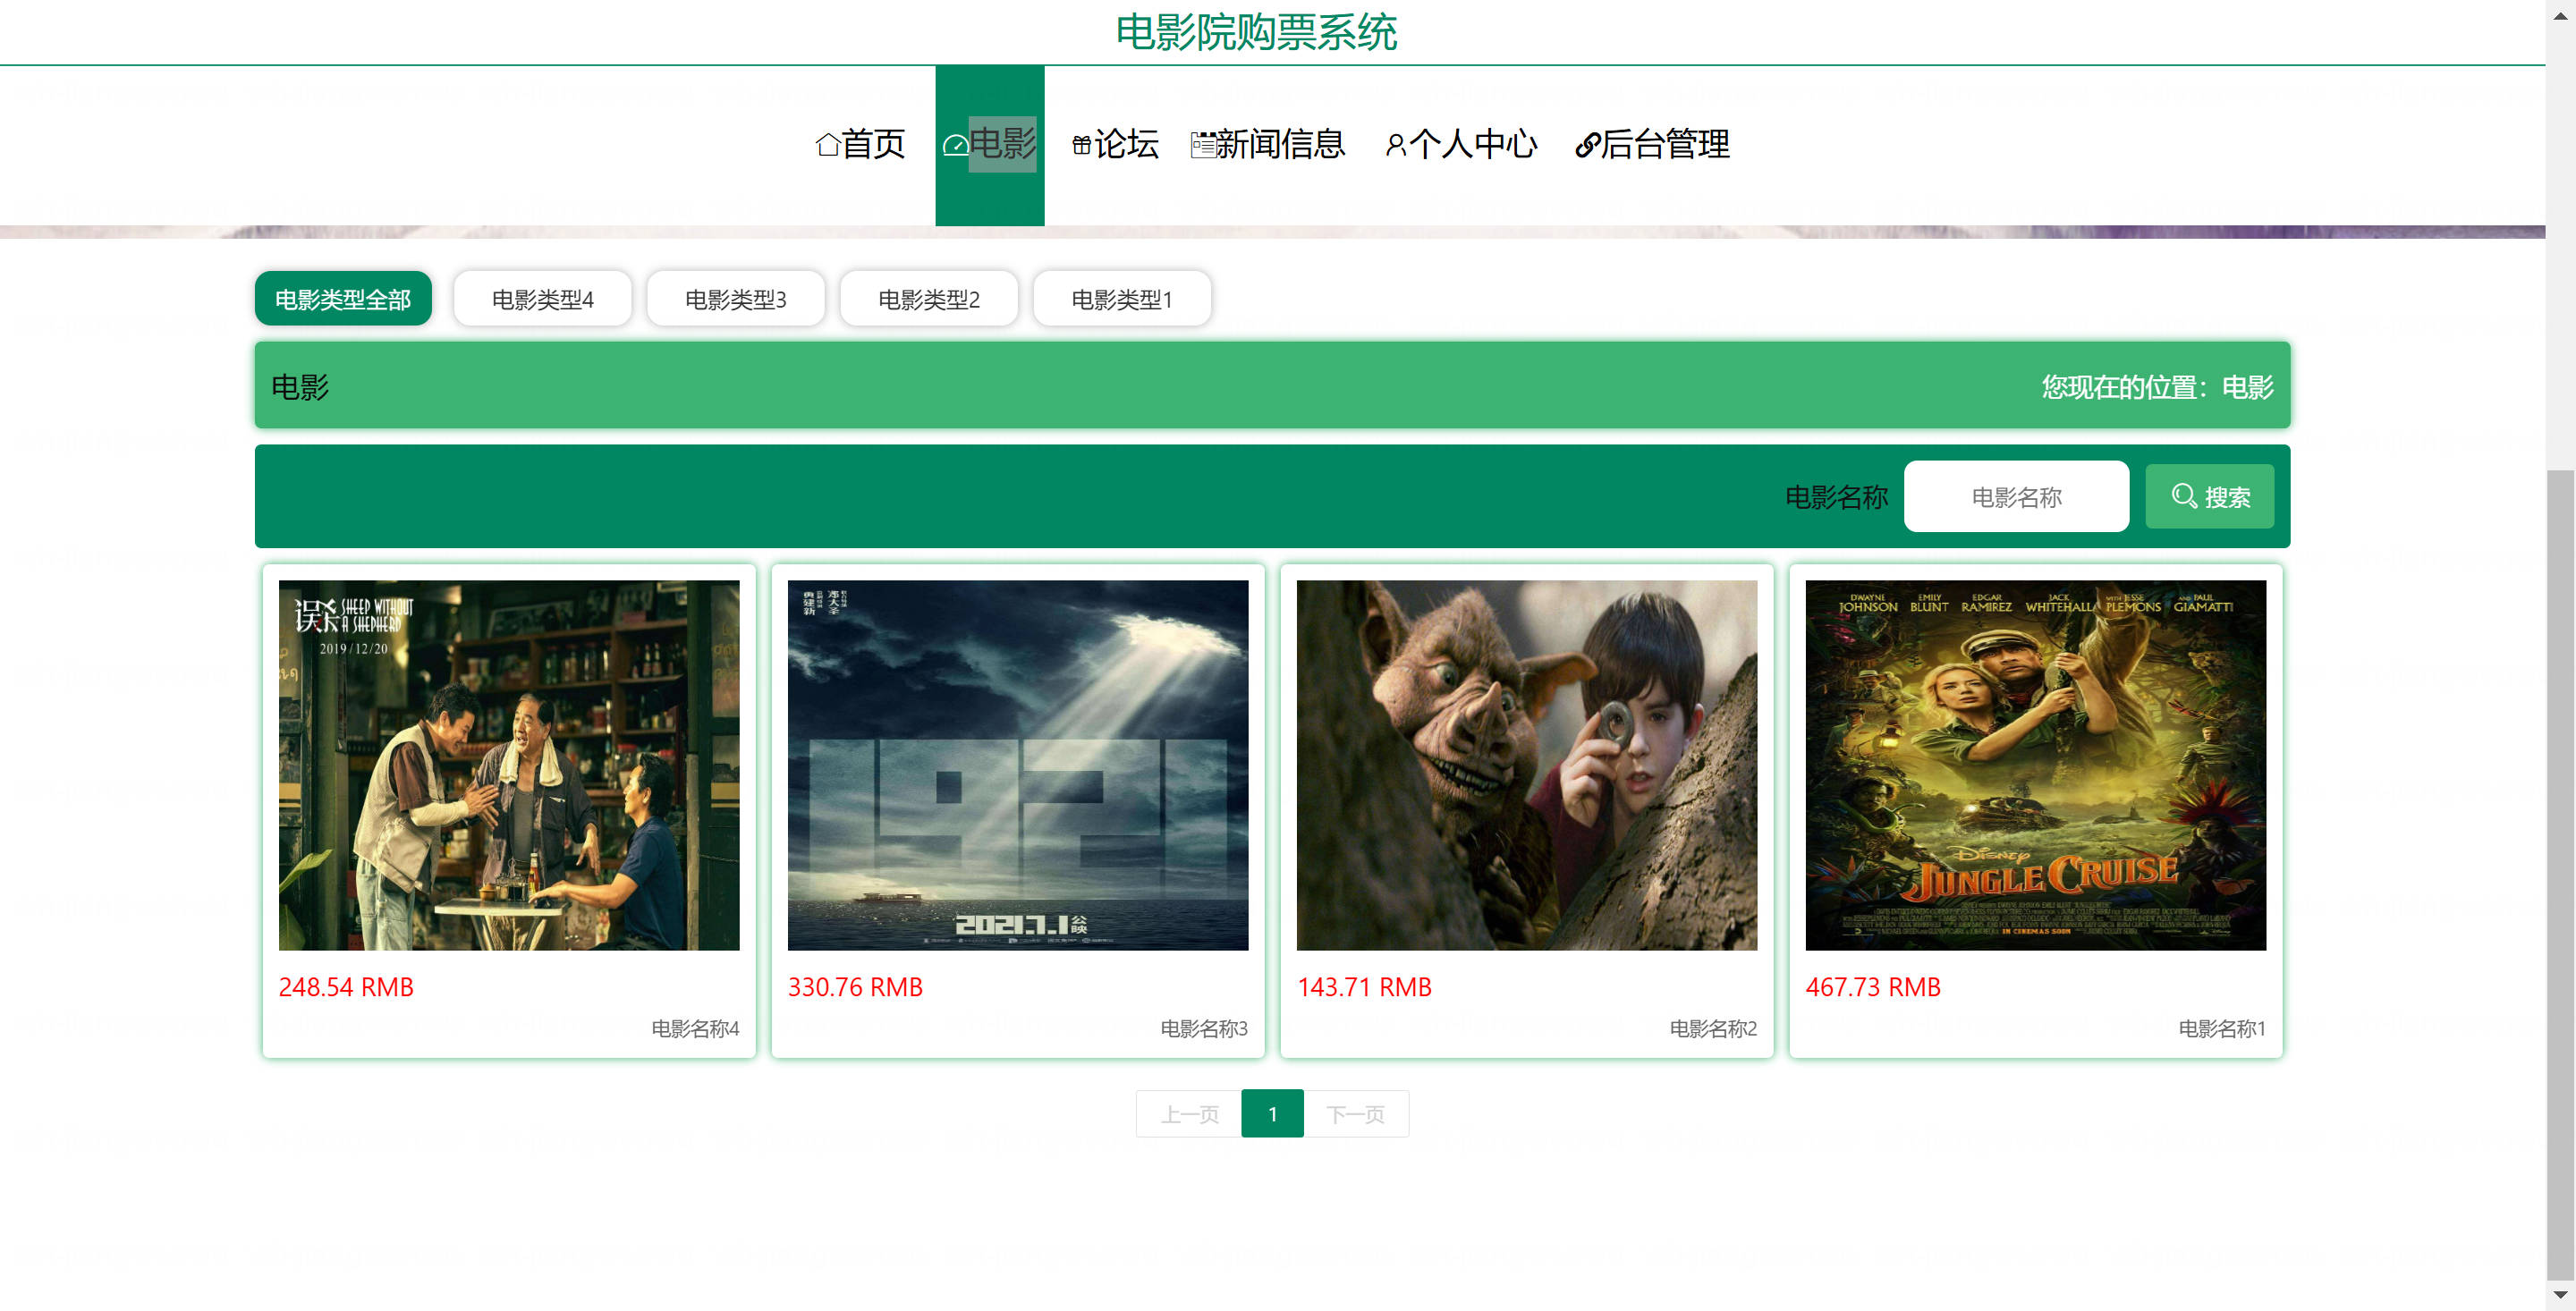 电影院购票系统
首页 电影 论坛 新闻信息 个人中心 后台管理
电影类型全部 电影类型4 电影类型3 电影类型2 电影类型1
电影 您现在的位置：电影
电影名称 电影名称 搜索
误杀 SHEEP WITHOUT
A SHEPHERD
2019/12/20
黄建新 郑大圣
1921
2021.7.1 公映
DWAYNE JOHNSON EMILY BLUNT EDGAR RAMIREZ JACK WHITEHALL WITH JESSE PLEMONS AND PAUL GIAMATTI
DISNEY
JUNGLE CRUISE
IN CINEMAS SOON
248.54 RMB 330.76 RMB 143.71 RMB 467.73 RMB
电影名称4 电影名称3 电影名称2 电影名称1
上一页 1 下一页